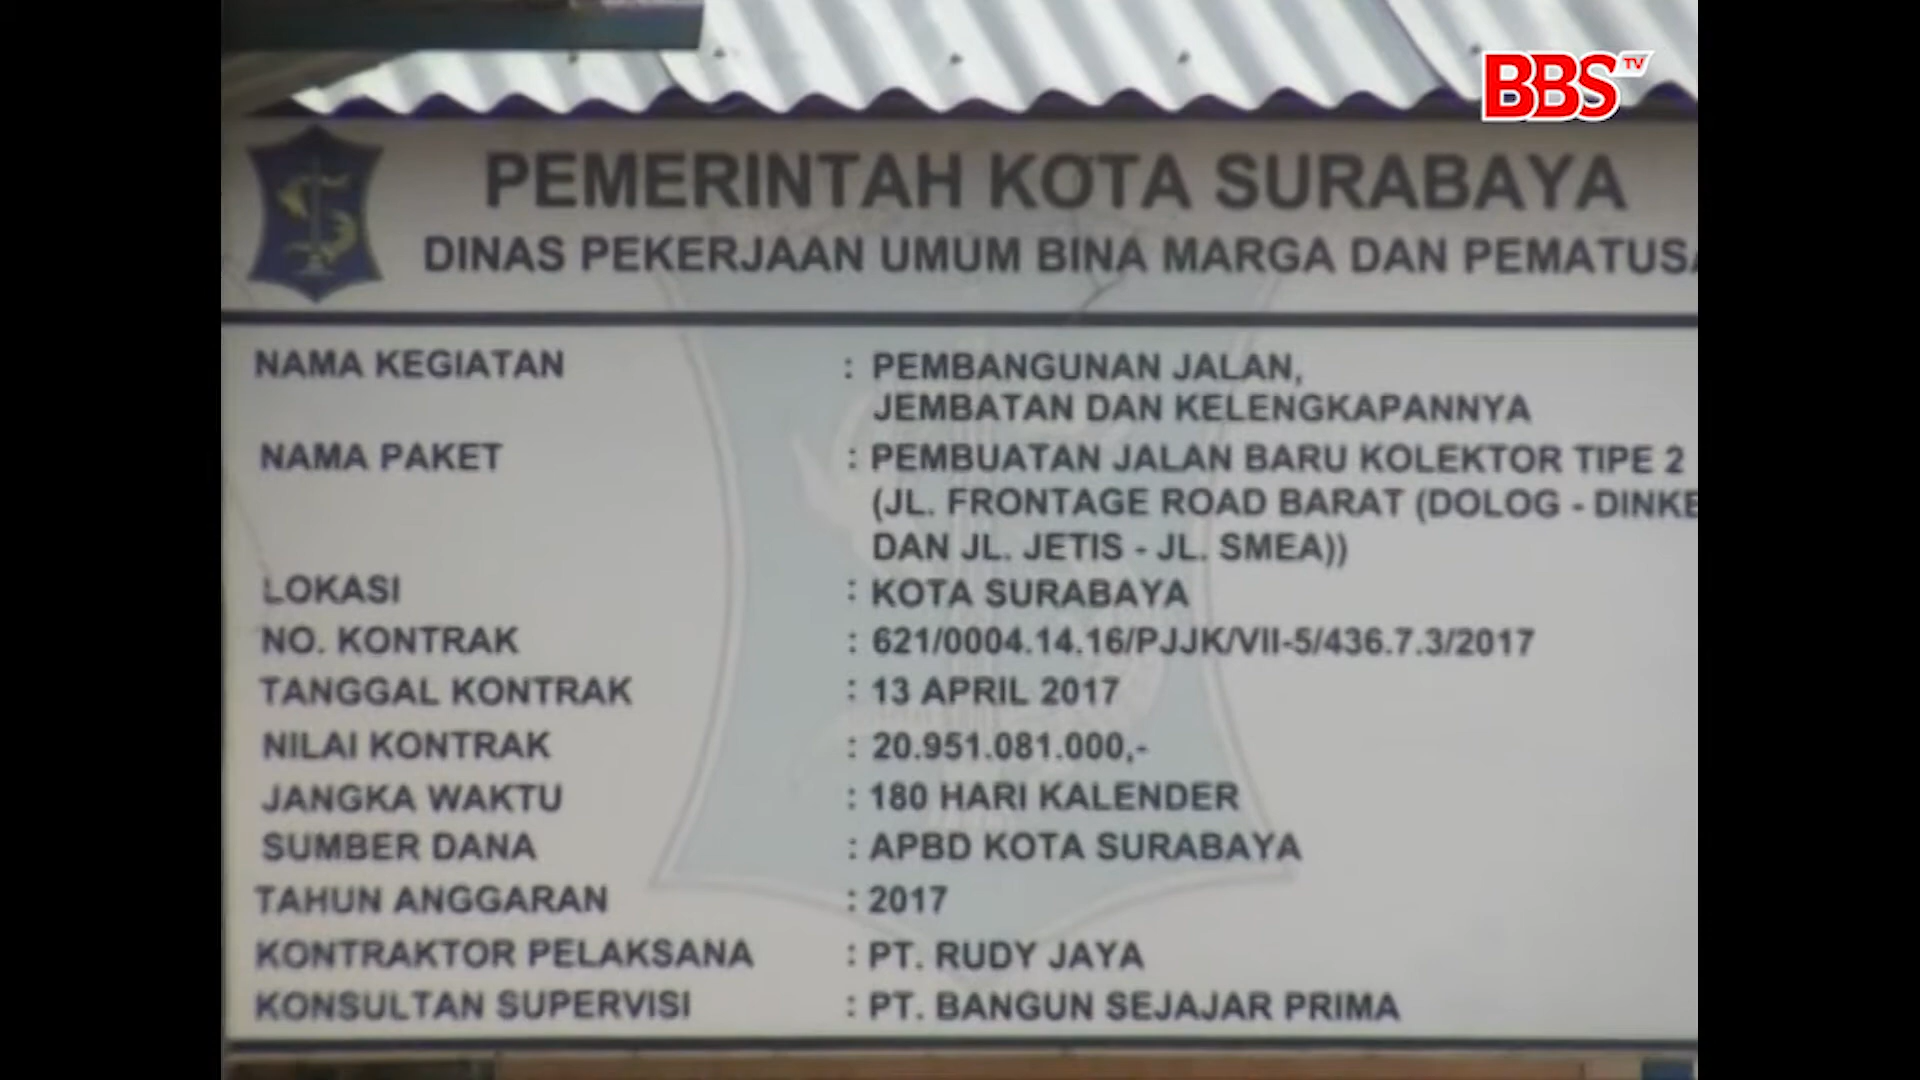 BBS TV
PEMERINTAH KOTA SURABAYA
DINAS PEKERJAAN UMUM BINA MARGA DAN
NAMA KEGIATAN : PEMBANGUNAN JALAN,
JEMBATAN DAN KELENGKAPANNYA
NAMA PAKET : PEMBUATAN JALAN BARU KOLEKTOR TIPE 2
(JL. FRONTAGE ROAD BARAT (DOLOG -
DAN JL. JETIS - JL. SMEA))
LOKASI : KOTA SURABAYA
NO. KONTRAK : 621/0004.14.16/PJJK/VII-5/436.7.3/2017
TANGGAL KONTRAK : 13 APRIL 2017
NILAI KONTRAK : 20.951.081.000,-
JANGKA WAKTU : 180 HARI KALENDER
SUMBER DANA : APBD KOTA SURABAYA
TAHUN ANGGARAN : 2017
KONTRAKTOR PELAKSANA : PT. RUDY JAYA
KONSULTAN SUPERVISI : PT. BANGUN SEJAJAR PRIMA